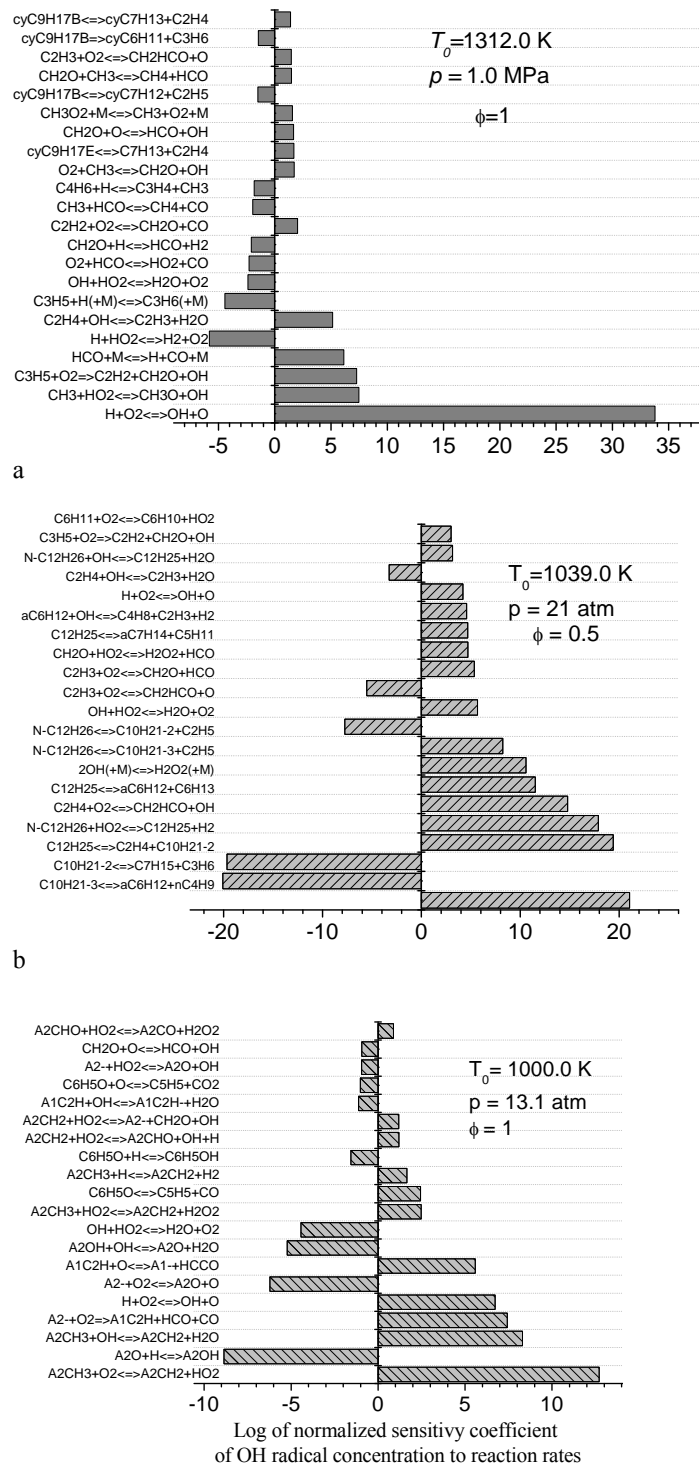 cyC9H17B<=>cyC7H13+C2H4
cyC9H17B=>cyC6H11+C3H6
C2H3+O2<=>CH2HCO+O
CH2O+CH3<=>CH4+HCO
cyC9H17B<=>cyC7H12+C2H5
CH3O2+M<=>CH3+O2+M
CH2O+O<=>HCO+OH
cyC9H17E<=>C7H13+C2H4
O2+CH3<=>CH2O+OH
C4H6+H<=>C3H4+CH3
CH3+HCO<=>CH4+CO
C2H2+O2<=>CH2O+CO
CH2O+H<=>HCO+H2
O2+HCO<=>HO2+CO
OH+HO2<=>H2O+O2
C3H5+H(+M)<=>C3H6(+M)
C2H4+OH<=>C2H3+H2O
H+HO2<=>H2+O2
HCO+M<=>H+CO+M
C3H5+O2=>C2H2+CH2O+OH
CH3+HO2<=>CH3O+OH
H+O2<=>OH+O
T0=1312.0 K
p = 1.0 MPa
ϕ=1
-5 0 5 10 15 20 25 30 35
a
C6H11+O2<=>C6H10+HO2
C3H5+O2=>C2H2+CH2O+OH
N-C12H26+OH<=>C12H25+H2O
C2H4+OH<=>C2H3+H2O
H+O2<=>OH+O
aC6H12+OH<=>C4H8+C2H3+H2
C12H25<=>aC7H14+C5H11
CH2O+HO2<=>H2O2+HCO
C2H3+O2<=>CH2O+HCO
C2H3+O2<=>CH2HCO+O
OH+HO2<=>H2O+O2
N-C12H26<=>C10H21-2+C2H5
N-C12H26<=>C10H21-3+C2H5
2OH(+M)<=>H2O2(+M)
C12H25<=>aC6H12+C6H13
C2H4+O2<=>CH2HCO+OH
N-C12H26+HO2<=>C12H25+H2
C12H25<=>C2H4+C10H21-2
C10H21-2<=>C7H15+C3H6
C10H21-3<=>aC6H12+nC4H9
T0=1039.0 K
p = 21 atm
ϕ = 0.5
-20 -10 0 10 20
b
A2CHO+HO2<=>A2CO+H2O2
CH2O+O<=>HCO+OH
A2-+HO2<=>A2O+OH
C6H5O+O<=>C5H5+CO2
A1C2H+OH<=>A1C2H-+H2O
A2CH2+HO2<=>A2-+CH2O+OH
A2CH2+HO2<=>A2CHO+OH+H
C6H5O+H<=>C6H5OH
A2CH3+H<=>A2CH2+H2
C6H5O<=>C5H5+CO
A2CH3+HO2<=>A2CH2+H2O2
OH+HO2<=>H2O+O2
A2OH+OH<=>A2O+H2O
A1C2H+O<=>A1-+HCCO
A2-+O2<=>A2O+O
H+O2<=>OH+O
A2-+O2=>A1C2H+HCO+CO
A2CH3+OH<=>A2CH2+H2O
A2O+H<=>A2OH
A2CH3+O2<=>A2CH2+HO2
T0= 1000.0 K
p = 13.1 atm
ϕ = 1
-10 -5 0 5 10
Log of normalized sensitivy coefficient
of OH radical concentration to reaction rates